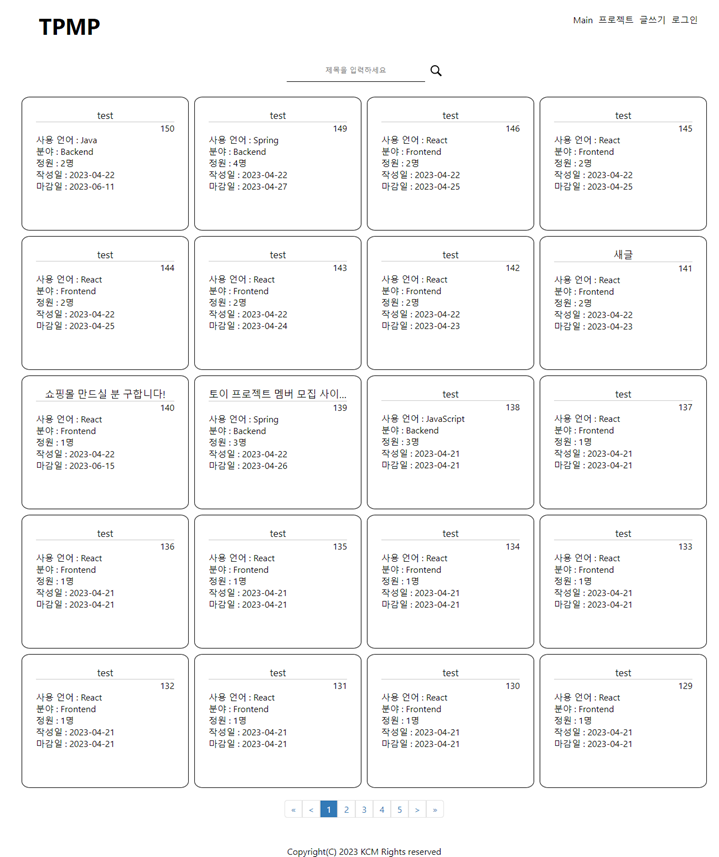 TPMP
Main 프로젝트 글쓰기 로그인
제목을 입력하세요
test
150
사용 언어 : Java
분야 : Backend
정원 : 2명
작성일 : 2023-04-22
마감일 : 2023-06-11
test
149
사용 언어 : Spring
분야 : Backend
정원 : 4명
작성일 : 2023-04-22
마감일 : 2023-04-27
test
146
사용 언어 : React
분야 : Frontend
정원 : 2명
작성일 : 2023-04-22
마감일 : 2023-04-25
test
145
사용 언어 : React
분야 : Frontend
정원 : 2명
작성일 : 2023-04-22
마감일 : 2023-04-25
test
144
사용 언어 : React
분야 : Frontend
정원 : 2명
작성일 : 2023-04-22
마감일 : 2023-04-25
test
143
사용 언어 : React
분야 : Frontend
정원 : 2명
작성일 : 2023-04-22
마감일 : 2023-04-24
test
142
사용 언어 : React
분야 : Frontend
정원 : 2명
작성일 : 2023-04-22
마감일 : 2023-04-23
새글
141
사용 언어 : React
분야 : Frontend
정원 : 2명
작성일 : 2023-04-22
마감일 : 2023-04-23
쇼핑몰 만드실 분 구합니다!
140
사용 언어 : React
분야 : Frontend
정원 : 1명
작성일 : 2023-04-22
마감일 : 2023-06-15
토이 프로젝트 멤버 모집 사이...
139
사용 언어 : Spring
분야 : Backend
정원 : 3명
작성일 : 2023-04-22
마감일 : 2023-04-26
test
138
사용 언어 : JavaScript
분야 : Backend
정원 : 3명
작성일 : 2023-04-21
마감일 : 2023-04-21
test
137
사용 언어 : React
분야 : Frontend
정원 : 1명
작성일 : 2023-04-21
마감일 : 2023-04-21
test
136
사용 언어 : React
분야 : Frontend
정원 : 1명
작성일 : 2023-04-21
마감일 : 2023-04-21
test
135
사용 언어 : React
분야 : Frontend
정원 : 1명
작성일 : 2023-04-21
마감일 : 2023-04-21
test
134
사용 언어 : React
분야 : Frontend
정원 : 1명
작성일 : 2023-04-21
마감일 : 2023-04-21
test
133
사용 언어 : React
분야 : Frontend
정원 : 1명
작성일 : 2023-04-21
마감일 : 2023-04-21
test
132
사용 언어 : React
분야 : Frontend
정원 : 1명
작성일 : 2023-04-21
마감일 : 2023-04-21
test
131
사용 언어 : React
분야 : Frontend
정원 : 1명
작성일 : 2023-04-21
마감일 : 2023-04-21
test
130
사용 언어 : React
분야 : Frontend
정원 : 1명
작성일 : 2023-04-21
마감일 : 2023-04-21
test
129
사용 언어 : React
분야 : Frontend
정원 : 1명
작성일 : 2023-04-21
마감일 : 2023-04-21
« < 1 2 3 4 5 > »
Copyright(C) 2023 KCM Rights reserved